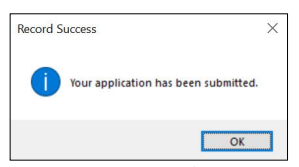 Record Success
Your application has been submitted.
OK